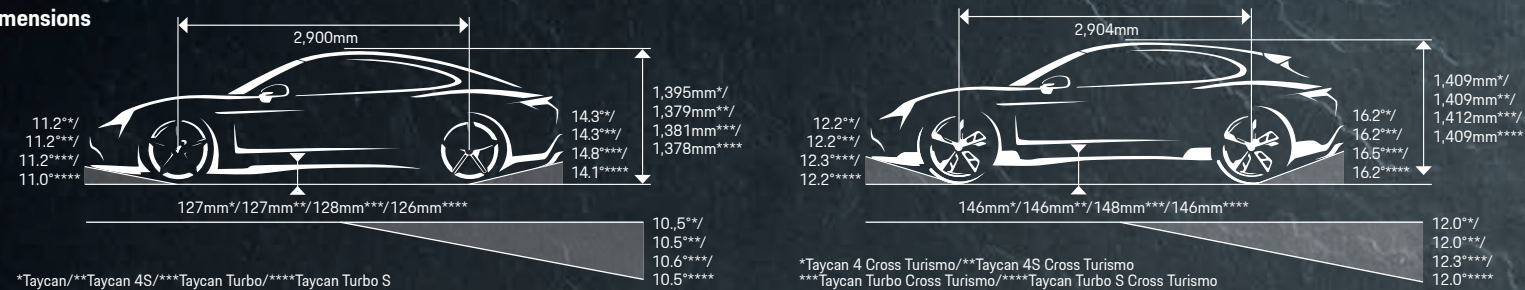 mensions
2,900mm
1,395mm*/
1,379mm**/
1,381mm***/
1,378mm****
11.2°*/
11.2°**/
11.2°***/
11.0°****
14.3°*/
14.3°**/
14.8°***/
14.1°****
127mm*/127mm**/128mm***/126mm****
10.,5°*/
10.5°**/
10.6°***/
10.5°****
*Taycan/**Taycan 4S/***Taycan Turbo/****Taycan Turbo S
2,904mm
1,409mm*/
1,409mm**/
1,412mm***/
1,409mm****
12.2°*/
12.2°**/
12.3°***/
12.2°****
16.2°*/
16.2°**/
16.5°***/
16.2°****
146mm*/146mm**/148mm***/146mm****
12.0°*/
12.0°**/
12.3°***/
12.0°****
*Taycan 4 Cross Turismo/**Taycan 4S Cross Turismo
***Taycan Turbo Cross Turismo/****Taycan Turbo S Cross Turismo